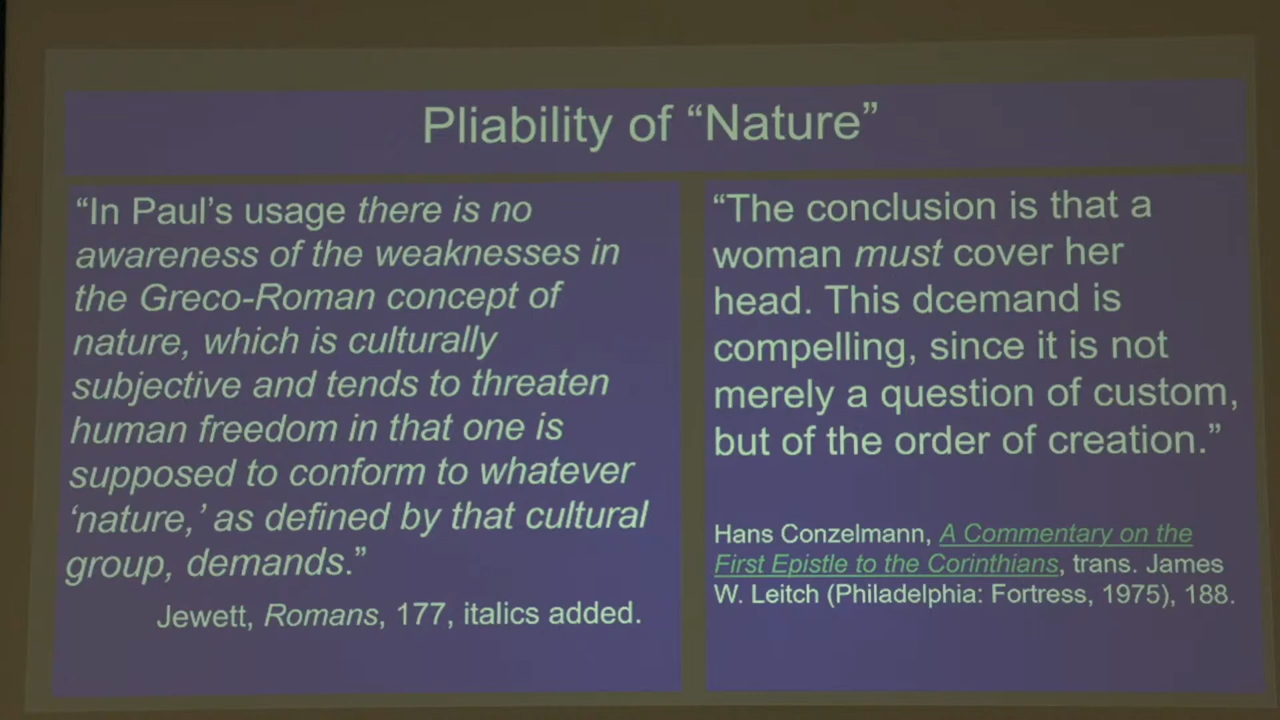 Pliability of “Nature”
“In Paul’s usage there is no
awareness of the weaknesses in
the Greco-Roman concept of
nature, which is culturally
subjective and tends to threaten
human freedom in that one is
supposed to conform to whatever
‘nature,’ as defined by that cultural
group, demands.”
Jewett, Romans, 177, italics added.
“The conclusion is that a
woman must cover her
head. This dcemand is
compelling, since it is not
merely a question of custom,
but of the order of creation.”
Hans Conzelmann, A Commentary on the
First Epistle to the Corinthians, trans. James
W. Leitch (Philadelphia: Fortress, 1975), 188.